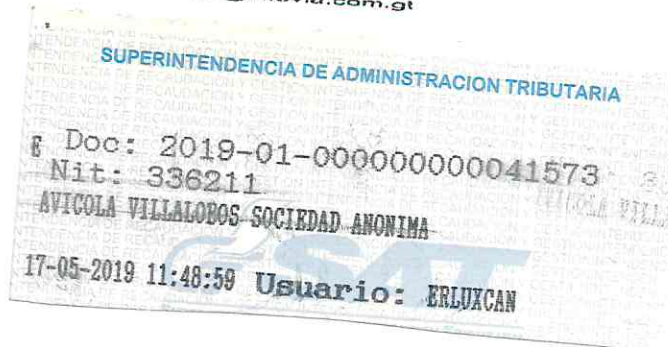 SUPERINTENDENCIA DE ADMINISTRACION TRIBUTARIA
E Doc: 2019-01-000000000041573
Nit: 336211
AVICOLA VILLALOBOS SOCIEDAD ANONIMA
SAT
17-05-2019 11:48:59 Usuario: ERLUXCAN